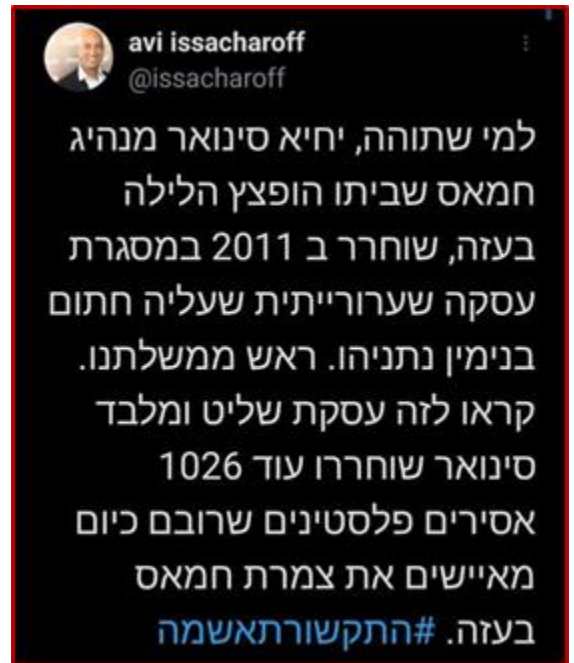 avi issacharoff
@issacharoff
למי שתוהה, יחיא סינואר מנהיג
חמאס שביתו הופצץ הלילה
בעזה, שוחרר ב 2011 במסגרת
עסקה שערורייתית שעליה חתום
בנימין נתניהו. ראש ממשלתנו.
קראו לזה עסקת שליט ומלבד
סינואר שוחררו עוד 1026
אסירים פלסטינים שרובם כיום
מאיישים את צמרת חמאס
בעזה. #התקשורתאשמה